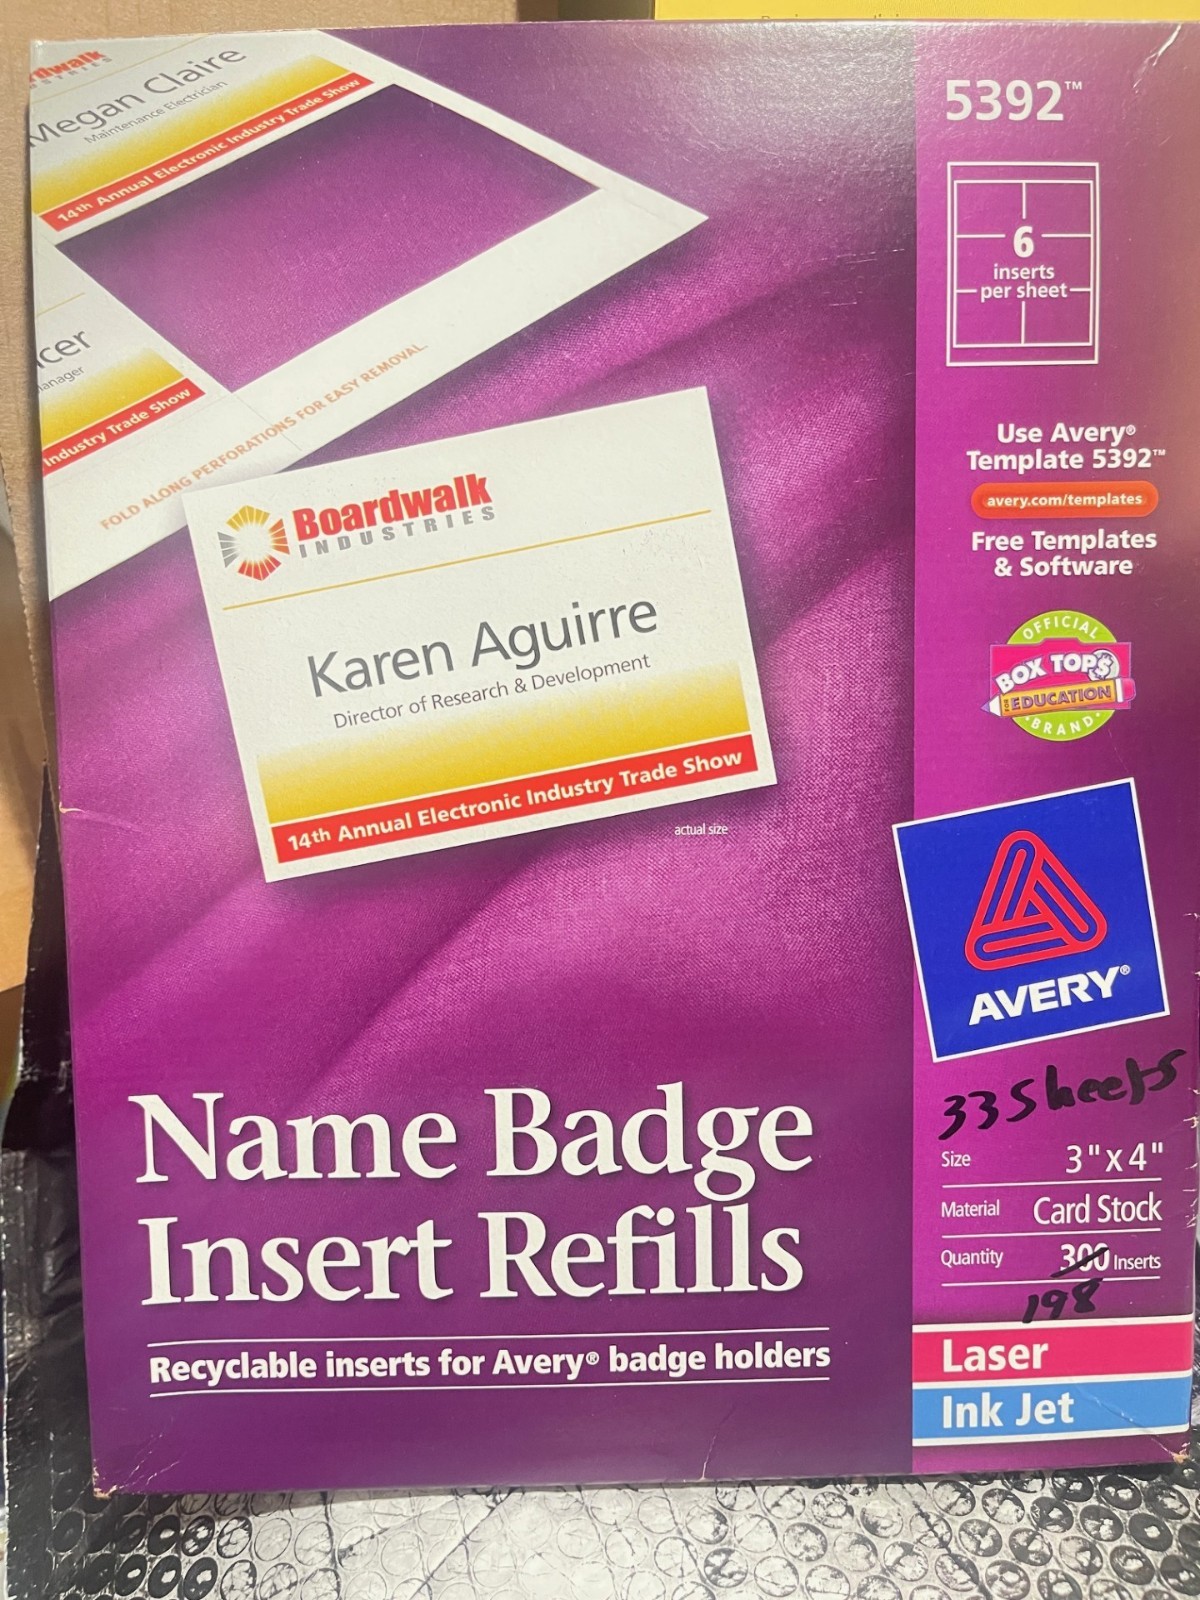 Boardwalk
INDUSTRIES
Megan Claire
Maintenance Electrician
14th Annual Electronic Industry Trade Show
Industry Trade Show
FOLD ALONG PERFORATIONS FOR EASY REMOVAL.
Boardwalk
INDUSTRIES
Karen Aguirre
Director of Research & Development
14th Annual Electronic Industry Trade Show
actual size
Name Badge
Insert Refills
Recyclable inserts for Avery® badge holders
5392™
6
inserts
per sheet
Use Avery®
Template 5392™
avery.com/templates
Free Templates
& Software
OFFICIAL
BOX TOPS
FOR EDUCATION
BRAND
AVERY®
33 Sheets
Size 3" x 4"
Material Card Stock
Quantity 300 Inserts
198
Laser
Ink Jet